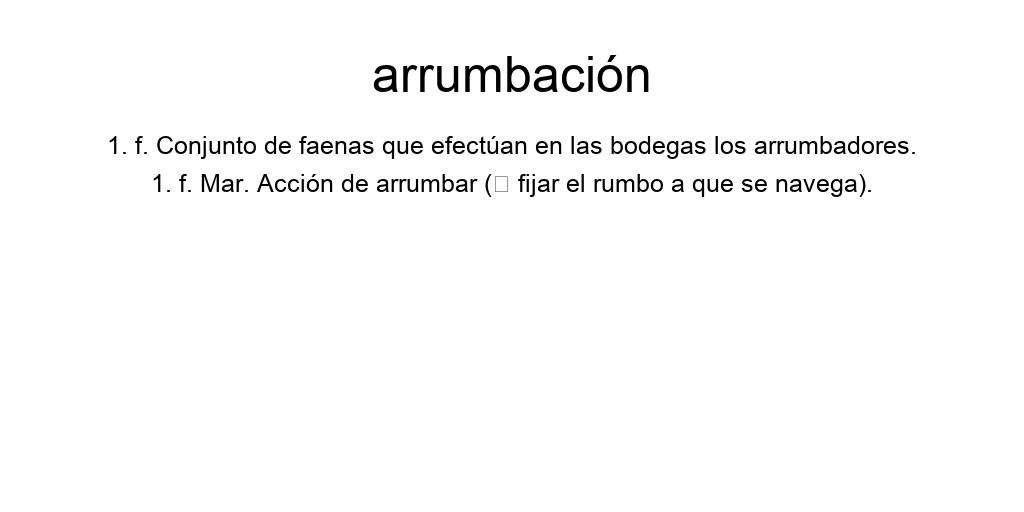 arrumbación
1. f. Conjunto de faenas que efectúan en las bodegas los arrumbadores.
1. f. Mar. Acción de arrumbar (□ fijar el rumbo a que se navega).